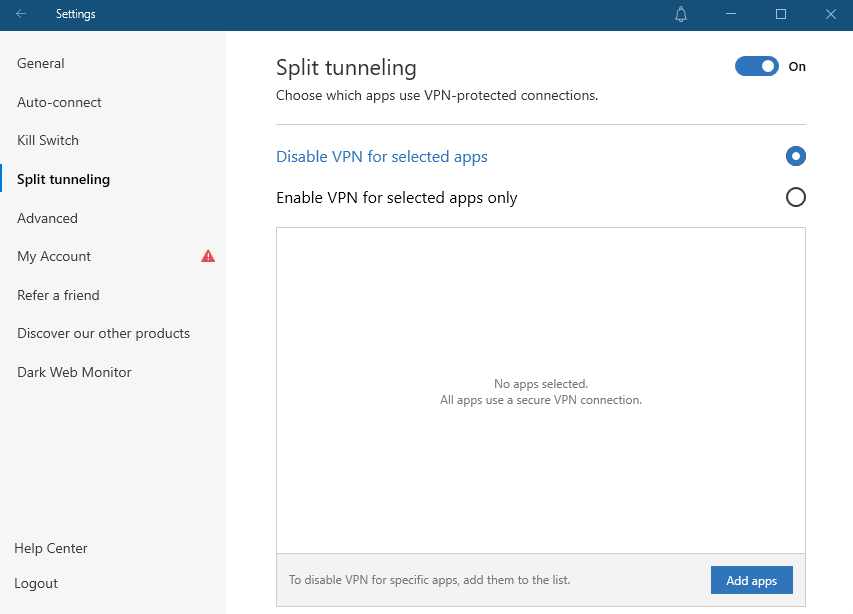 Settings
General
Auto-connect
Kill Switch
Split tunneling
Advanced
My Account
Refer a friend
Discover our other products
Dark Web Monitor
Help Center
Logout
Split tunneling
On
Choose which apps use VPN-protected connections.
Disable VPN for selected apps
Enable VPN for selected apps only
No apps selected.
All apps use a secure VPN connection.
To disable VPN for specific apps, add them to the list.
Add apps